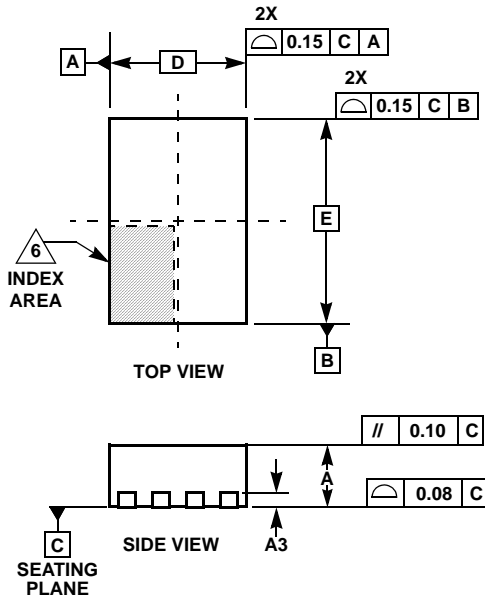 2X
0.15 C A
A
D
2X
0.15 C B
E
6
INDEX
AREA
B
TOP VIEW
// 0.10 C
A
0.08 C
C
SIDE VIEW
A3
SEATING
PLANE